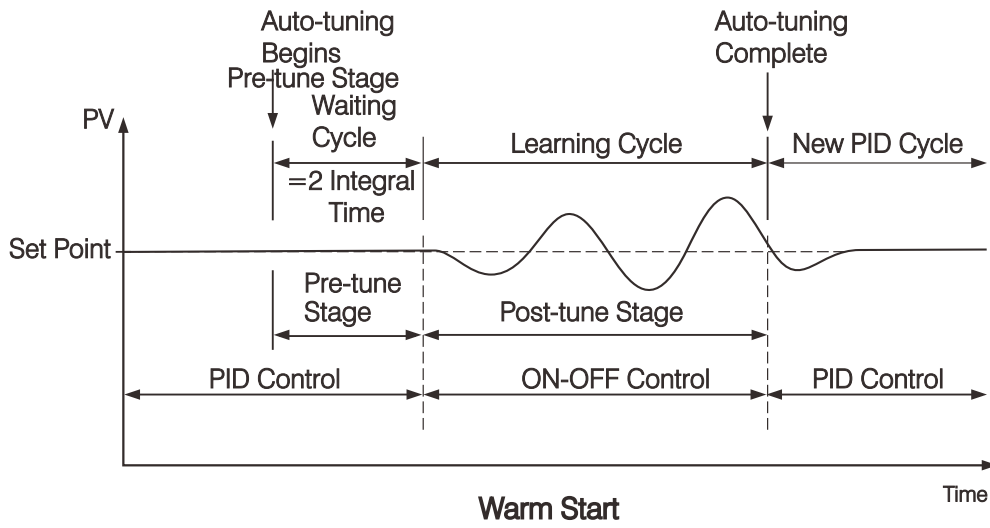 Auto-tuning
Begins
Pre-tune Stage
Waiting
Cycle
=2 Integral
Time
Auto-tuning
Complete
PV
Learning Cycle
New PID Cycle
Set Point
Pre-tune
Stage
Post-tune Stage
PID Control
ON-OFF Control
PID Control
Time
Warm Start